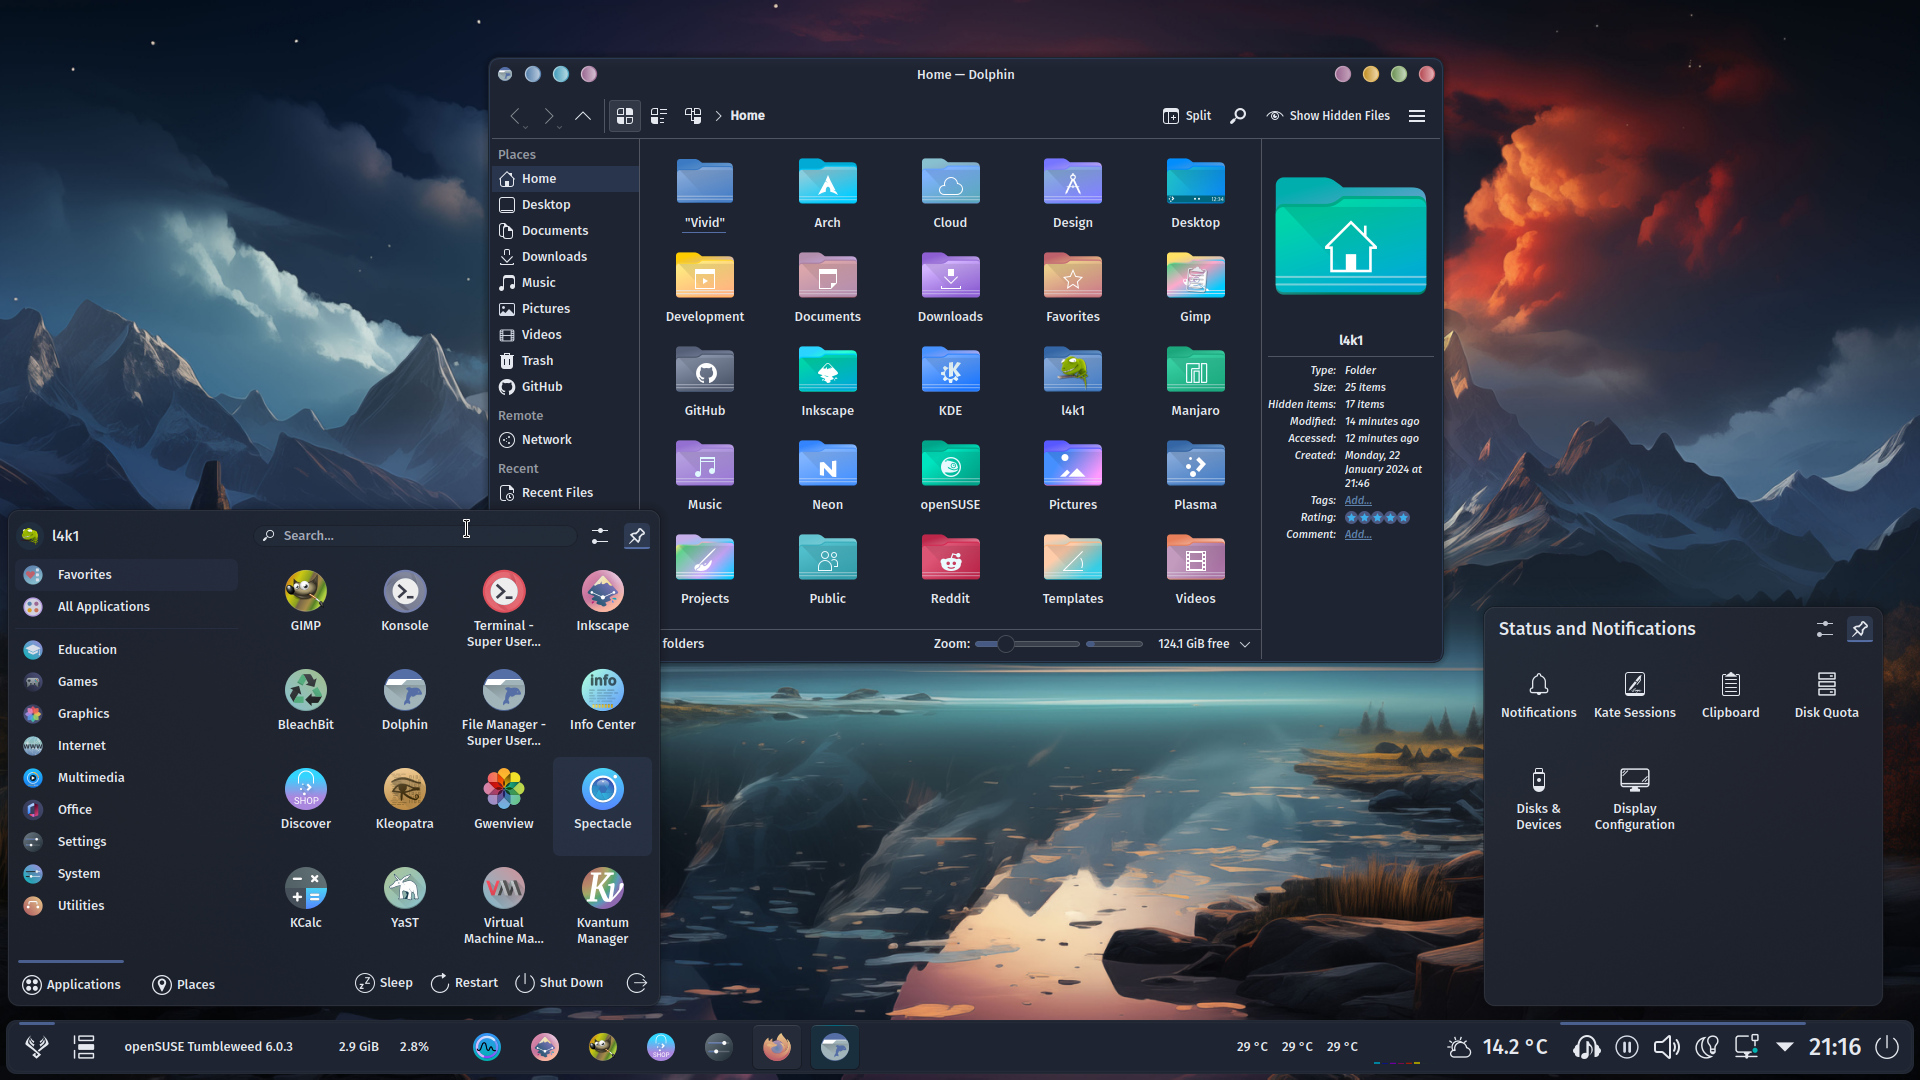 Home — Dolphin
Home
Split
Show Hidden Files
Places
Home
Desktop
Documents
Downloads
Music
Pictures
Videos
Trash
GitHub
Remote
Network
Recent
Recent Files
"Vivid"
Arch
Cloud
Design
Desktop
Development
Documents
Downloads
Favorites
Gimp
GitHub
Inkscape
KDE
l4k1
Manjaro
Music
Neon
openSUSE
Pictures
Plasma
Projects
Public
Reddit
Templates
Videos
folders
Zoom:
124.1 GiB free
l4k1
Type: Folder
Size: 25 items
Hidden items: 17 items
Modified: 14 minutes ago
Accessed: 12 minutes ago
Created: Monday, 22
January 2024 at
21:46
Tags: Add...
Rating:
Comment: Add...
l4k1
Search...
Favorites
All Applications
Education
Games
Graphics
Internet
Multimedia
Office
Settings
System
Utilities
GIMP
Konsole
Terminal -
Super User...
Inkscape
BleachBit
Dolphin
File Manager -
Super User...
info
Info Center
SHOP
Discover
Kleopatra
Gwenview
Spectacle
KCalc
YaST
Virtual
Machine Ma...
Kvantum
Manager
Applications
Places
Sleep
Restart
Shut Down
Status and Notifications
Notifications
Kate Sessions
Clipboard
Disk Quota
Disks &
Devices
Display
Configuration
openSUSE Tumbleweed 6.0.3
2.9 GiB
2.8%
29 °C
29 °C
29 °C
14.2 °C
21:16